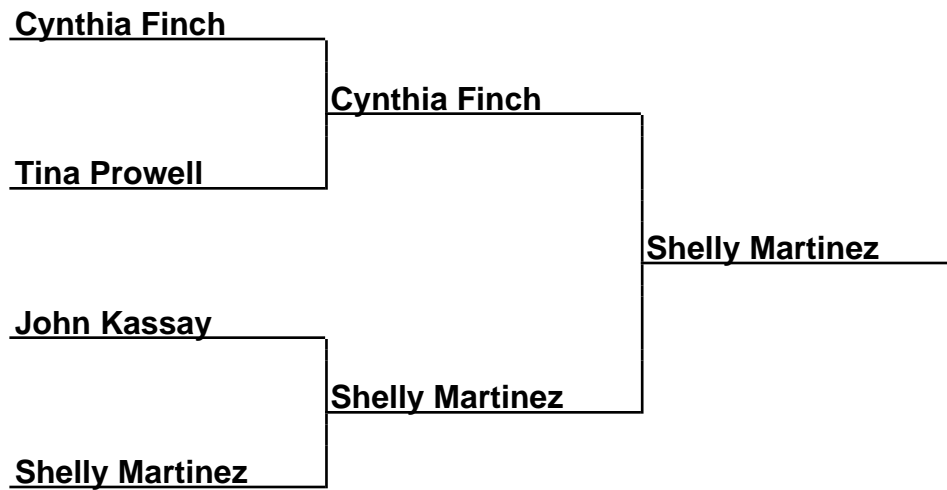 Cynthia Finch
Cynthia Finch
Tina Prowell
Shelly Martinez
John Kassay
Shelly Martinez
Shelly Martinez